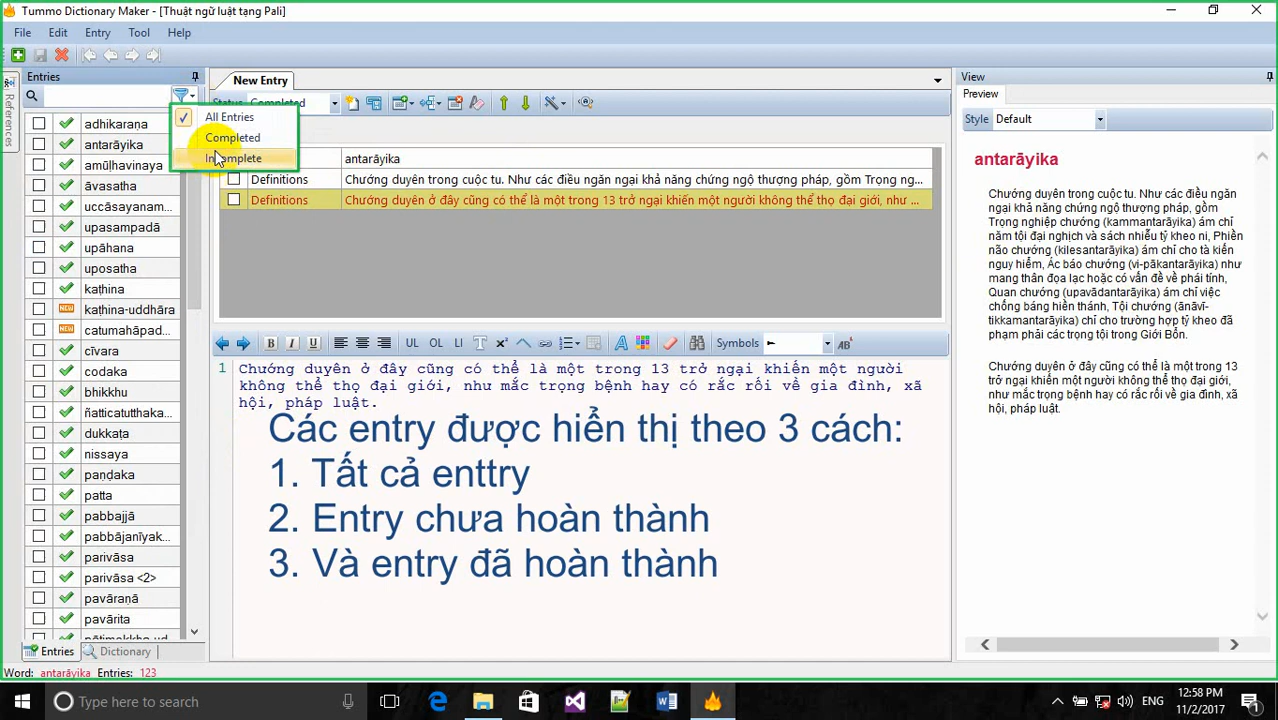 Tummo Dictionary Maker - [Thuật ngữ luật tạng Pali]
File Edit Entry Tool Help
Entries
References
All Entries
Completed
Incomplete
adhikaraṇa
antarāyika
amūḷhavinaya
āvasatha
uccāsayanam...
upasampadā
upāhana
uposatha
kaṭhina
kaṭhina-uddhāra
catumahāpad...
cīvara
codaka
bhikkhu
ñatticatutthaka...
dukkaṭa
nissaya
paṇḍaka
patta
pabbajjā
pabbājanīyak...
parivāsa
parivāsa <2>
pavāraṇā
pavārita
Entries Dictionary
Word: antarāyika Entries: 123
New Entry
Status Completed
antarāyika
Definitions Chướng duyên trong cuộc tu. Như các điều ngăn ngại khả năng chứng ngộ thượng pháp, gồm Trọng ng...
Definitions Chướng duyên ở đây cũng có thể là một trong 13 trở ngại khiến một người không thể thọ đại giới, như ...
B I U UL OL LI Symbols
1 Chướng duyên ở đây cũng có thể là một trong 13 trở ngại khiến một người
không thể thọ đại giới, như mắc trọng bệnh hay có rắc rối về gia đình, xã
hội, pháp luật.
Các entry được hiển thị theo 3 cách:
1. Tất cả enttry
2. Entry chưa hoàn thành
3. Và entry đã hoàn thành
View
Preview
Style Default
antarāyika
Chướng duyên trong cuộc tu. Như các điều ngăn
ngại khả năng chứng ngộ thượng pháp, gồm
Trọng nghiệp chướng (kammantarāyika) ám chỉ
năm tội đại nghịch và sách nhiễu tỳ kheo ni, Phiền
não chướng (kilesantarāyika) ám chỉ cho tà kiến
nguy hiểm, Ác báo chướng (vi-pākantarāyika) như
mang thân đọa lạc hoặc có vấn đề về phái tính,
Quan chướng (upavādantarāyika) ám chỉ việc
chống báng hiền thánh, Tội chướng (āṇāvī-
tikkamantarāyika) chỉ cho trường hợp tỳ kheo đã
phạm phải các trọng tội trong Giới Bổn.
Chướng duyên ở đây cũng có thể là một trong 13
trở ngại khiến một người không thể thọ đại giới,
như mắc trọng bệnh hay có rắc rối về gia đình, xã
hội, pháp luật.
Type here to search
ENG
12:58 PM
11/2/2017